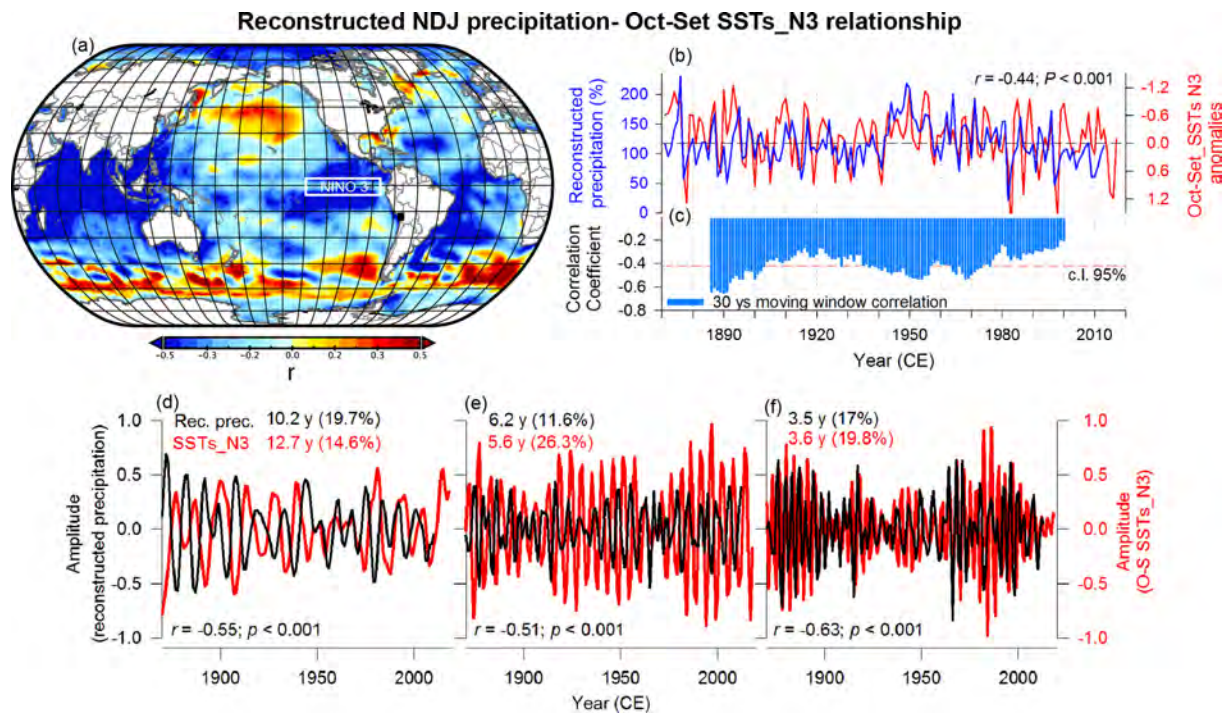 Reconstructed NDJ precipitation- Oct-Set SSTs_N3 relationship
(a)
NINO 3
-0.5 -0.3 -0.2 0.0 0.2 0.3 0.5
r
(b)
r = -0.44; P < 0.001
Reconstructed
precipitation (%)
200
150
100
50
0
-1.2
-0.6
0.0
0.6
1.2
Oct-Set_SSTs N3
anomalies
(c)
Correlation
Coefficient
-0.2
-0.4
-0.6
-0.8
c.l. 95%
30 ys moving window correlation
1890 1920 1950 1980 2010
Year (CE)
(d)
Rec. prec. 10.2 y (19.7%)
SSTs_N3 12.7 y (14.6%)
r = -0.55; p < 0.001
Amplitude
(reconstructed precipitation)
1.0
0.5
0.0
-0.5
-1.0
(e)
6.2 y (11.6%)
5.6 y (26.3%)
r = -0.51; p < 0.001
(f)
3.5 y (17%)
3.6 y (19.8%)
r = -0.63; p < 0.001
1.0
0.5
0.0
-0.5
-1.0
Amplitude
(O-S SSTs_N3)
1900 1950 2000 1900 1950 2000 1900 1950 2000
Year (CE)